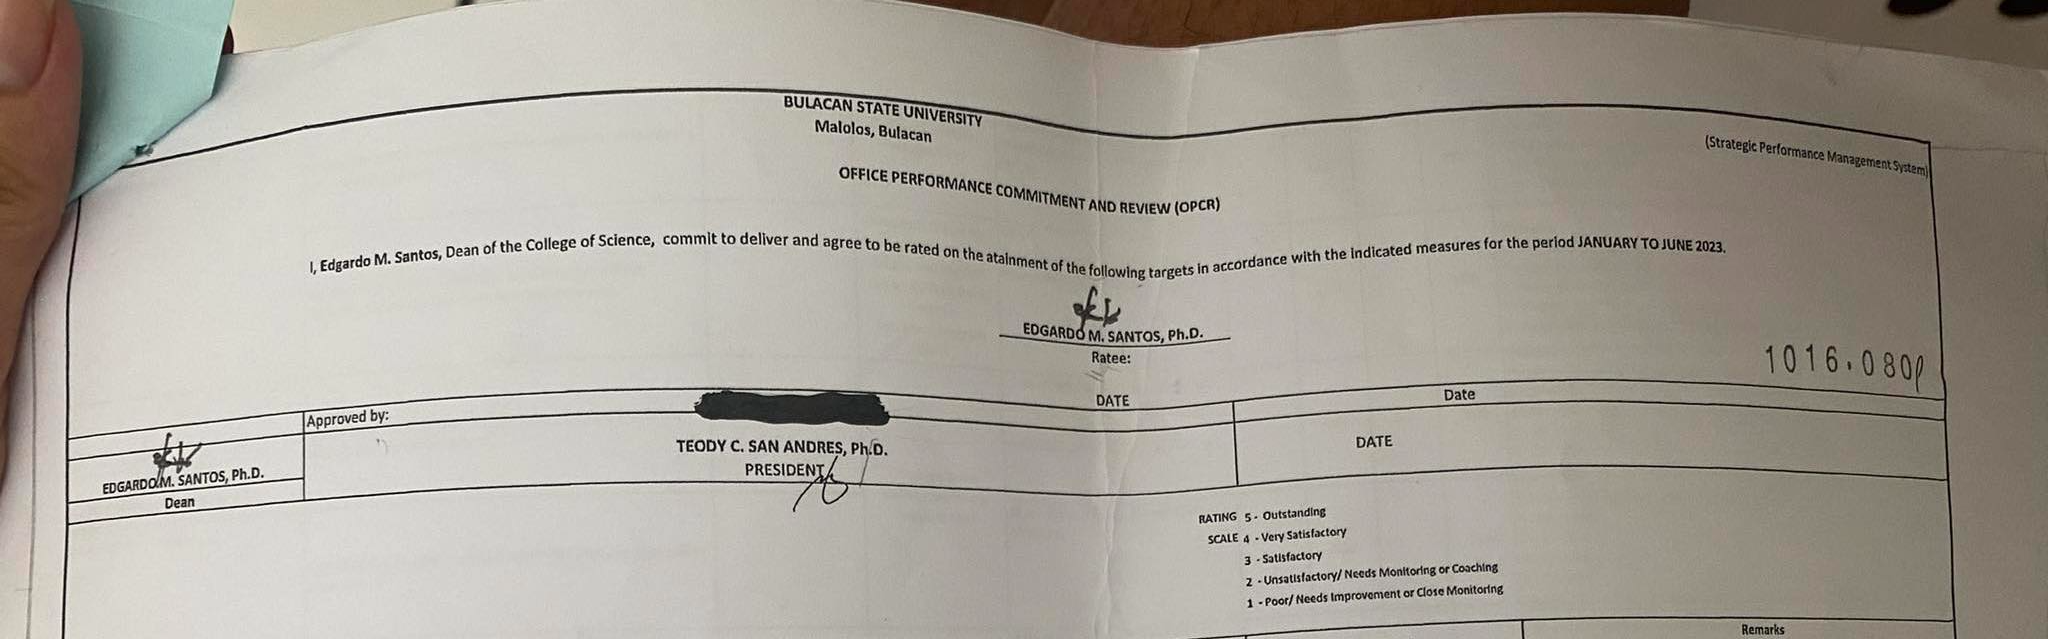 BULACAN STATE UNIVERSITY
Malolos, Bulacan
(Strategic Performance Management System)
OFFICE PERFORMANCE COMMITMENT AND REVIEW (OPCR)
I, Edgardo M. Santos, Dean of the College of Science, commit to deliver and agree to be rated on the atainment of the following targets in accordance with the indicated measures for the period JANUARY TO JUNE 2023.
EDGARDO M. SANTOS, Ph.D.
Ratee:
DATE
Date
Approved by:
EDGARDO M. SANTOS, Ph.D.
Dean
TEODY C. SAN ANDRES, Ph.D.
PRESIDENT
DATE
RATING 5 - Outstanding
SCALE 4 - Very Satisfactory
3 - Satisfactory
2 - Unsatisfactory/ Needs Monitoring or Coaching
1 - Poor/ Needs Improvement or Close Monitoring
Remarks